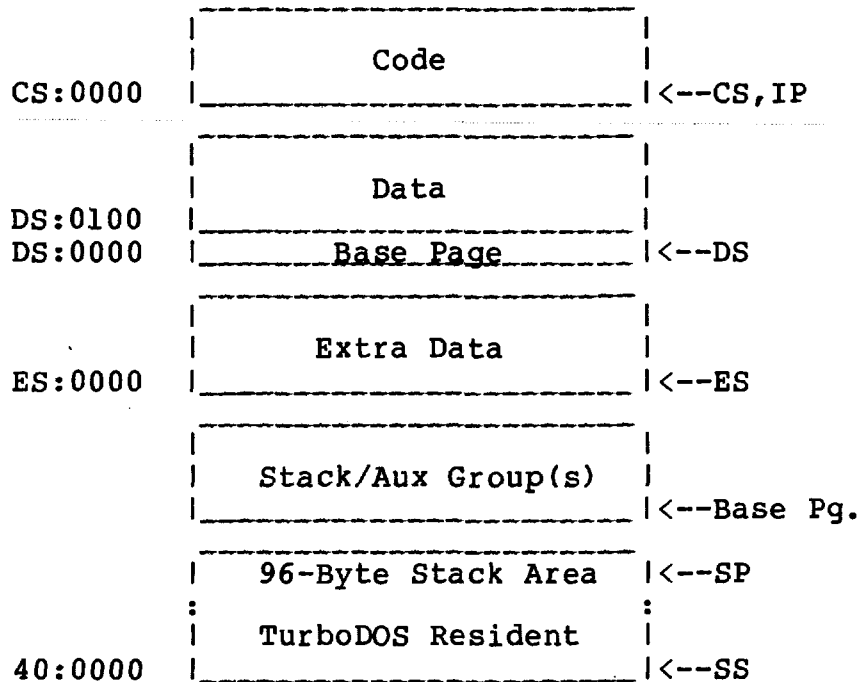 Code
CS:0000 <--CS,IP
Data
DS:0100
DS:0000 Base Page <--DS
Extra Data
ES:0000 <--ES
Stack/Aux Group(s)
<--Base Pg.
96-Byte Stack Area <--SP
: :
TurboDOS Resident
40:0000 <--SS